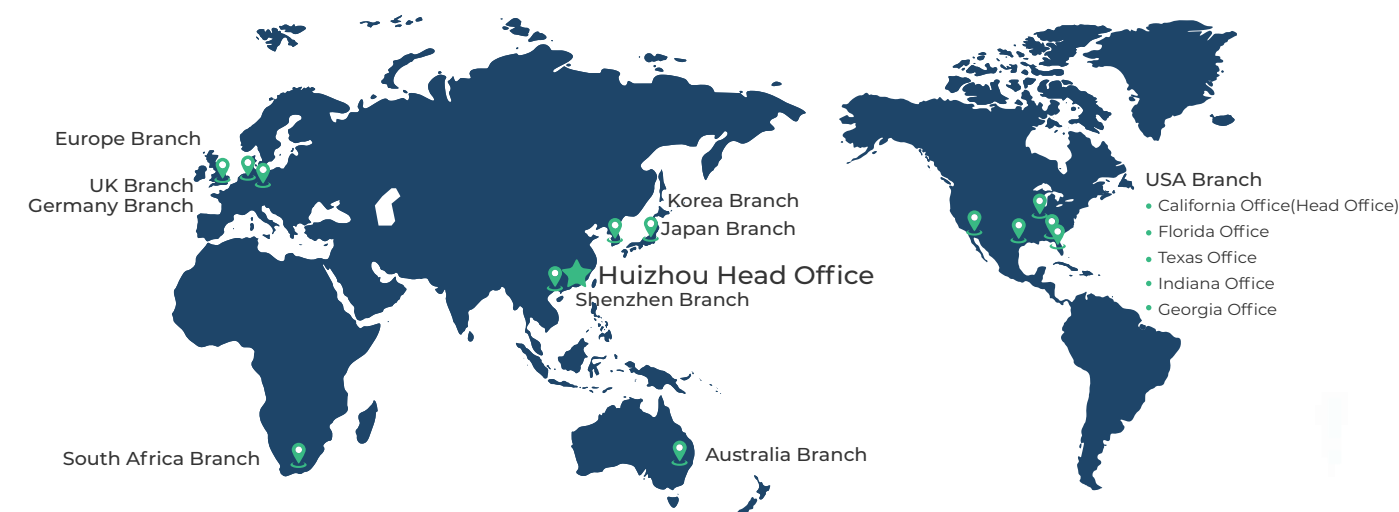 Europe Branch
UK Branch
Germany Branch
Korea Branch
Japan Branch
Huizhou Head Office
Shenzhen Branch
South Africa Branch
Australia Branch
USA Branch
California Office(Head Office)
Florida Office
Texas Office
Indiana Office
Georgia Office